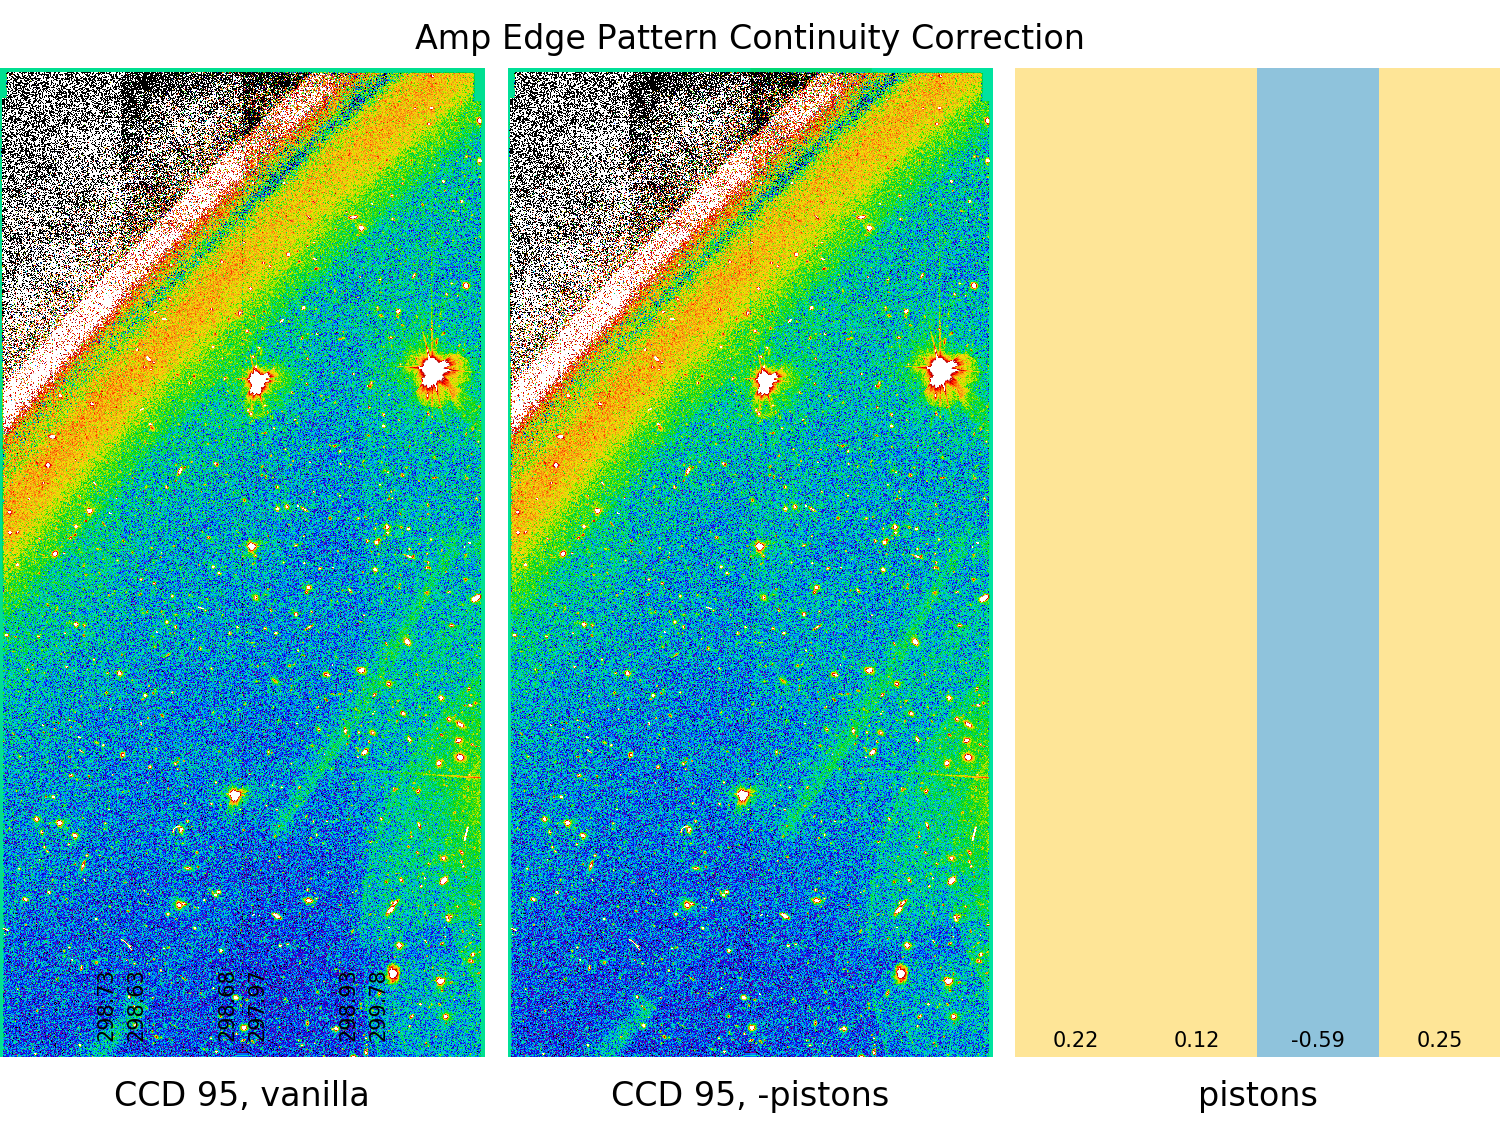 Amp Edge Pattern Continuity Correction
298.73
298.63
298.68
297.97
298.93
299.78
0.22
0.12
-0.59
0.25
CCD 95, vanilla
CCD 95, -pistons
pistons